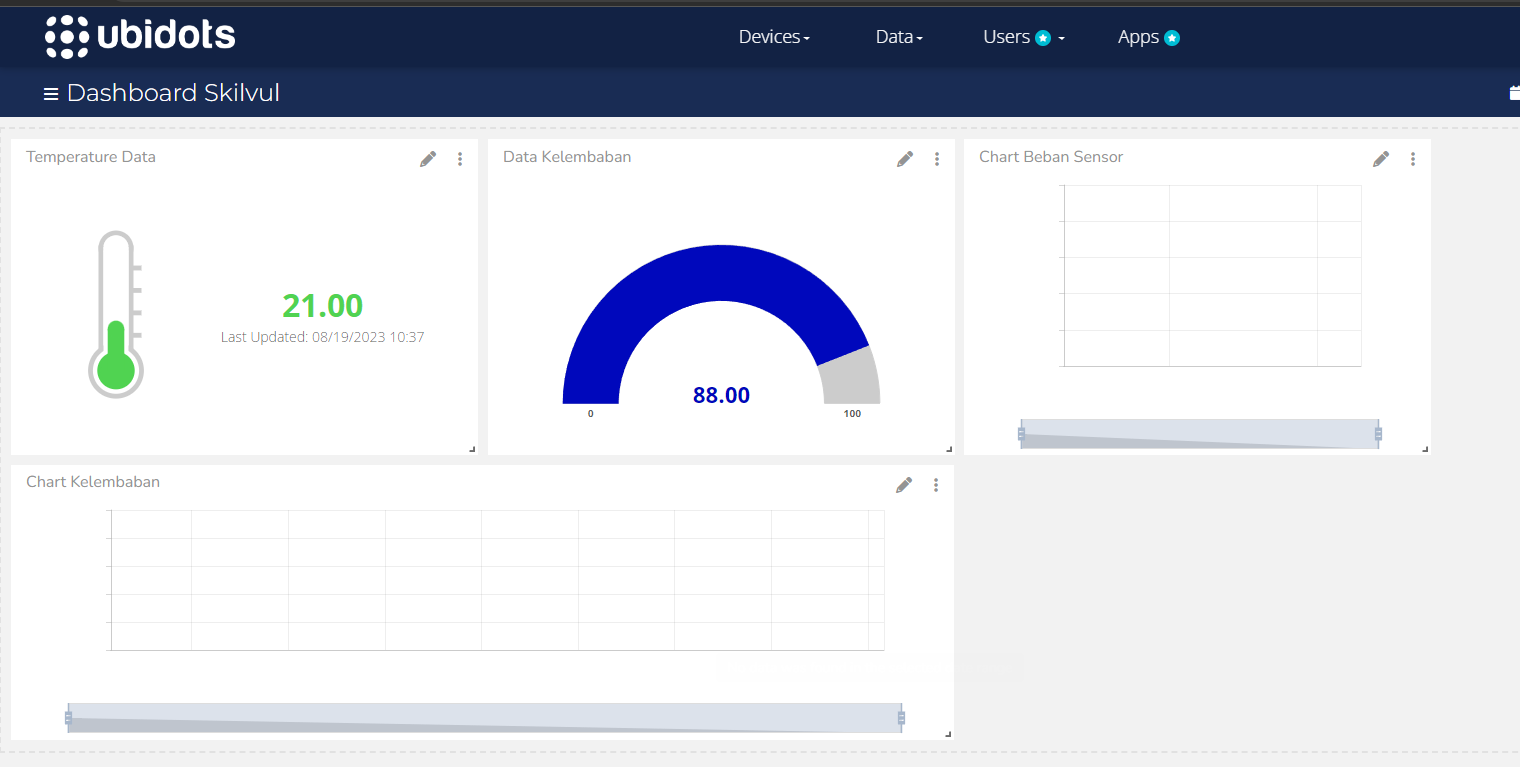 ubidots
Devices
Data
Users
Apps
Dashboard Skilvul
Temperature Data
21.00
Last Updated: 08/19/2023 10:37
Data Kelembaban
88.00
0
100
Chart Beban Sensor
Chart Kelembaban